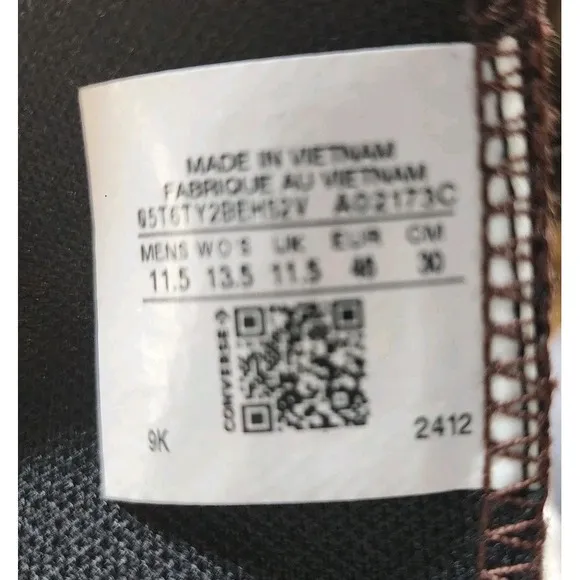 MADE IN VIETNAM
FABRIQUE AU VIETNAM
A02173C
MENS WO'S UK EUR CM
11.5 13.5 11.5 46 30
CONVERSE
9K
2412